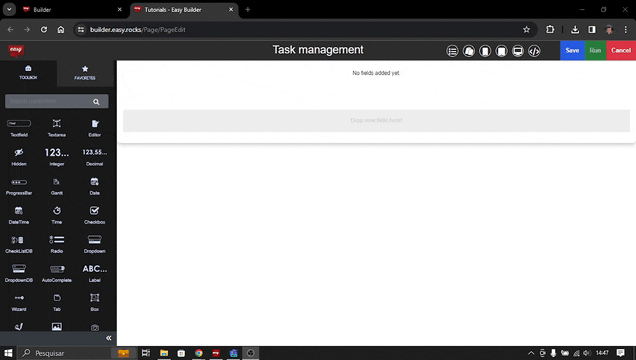 Builder
Tutorials - Easy Builder
builder.easy.rocks/Page/PageEdit
easy
Task management
Save
Run
Cancel
TOOLBOX
FAVORITES
No fields added yet
Drop new field here!
Textfield
Textarea
Editor
123...
123,55...
Hidden
Integer
Decimal
ProgressBar
Gantt
Date
DateTime
Time
Checkbox
CheckListDB
Radio
Dropdown
ABC...
DropdownDB
AutoComplete
Label
Wizard
Tab
Box
Pesquisar
14:47